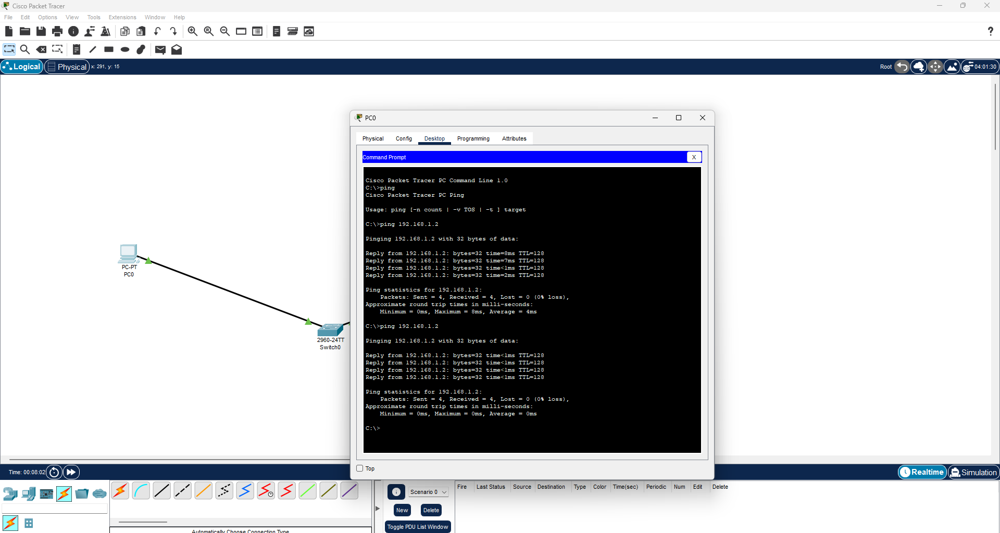 Cisco Packet Tracer
File Edit Options View Tools Extensions Window Help
?
Logical Physical x: 291, y: 15
Root 04:01:30
PC0
Physical Config Desktop Programming Attributes
Command Prompt X
Cisco Packet Tracer PC Command Line 1.0
C:\>ping
Cisco Packet Tracer PC Ping
Usage: ping [-n count | -v TOS | -t ] target
C:\>ping 192.168.1.2
Pinging 192.168.1.2 with 32 bytes of data:
Reply from 192.168.1.2: bytes=32 time=8ms TTL=128
Reply from 192.168.1.2: bytes=32 time=7ms TTL=128
Reply from 192.168.1.2: bytes=32 time<1ms TTL=128
Reply from 192.168.1.2: bytes=32 time=2ms TTL=128
Ping statistics for 192.168.1.2:
Packets: Sent = 4, Received = 4, Lost = 0 (0% loss),
Approximate round trip times in milli-seconds:
Minimum = 0ms, Maximum = 8ms, Average = 4ms
C:\>ping 192.168.1.2
Pinging 192.168.1.2 with 32 bytes of data:
Reply from 192.168.1.2: bytes=32 time<1ms TTL=128
Reply from 192.168.1.2: bytes=32 time<1ms TTL=128
Reply from 192.168.1.2: bytes=32 time<1ms TTL=128
Reply from 192.168.1.2: bytes=32 time<1ms TTL=128
Ping statistics for 192.168.1.2:
Packets: Sent = 4, Received = 4, Lost = 0 (0% loss),
Approximate round trip times in milli-seconds:
Minimum = 0ms, Maximum = 0ms, Average = 0ms
C:\>
Top
PC-PT
PC0
2960-24TT
Switch0
Time: 00:08:02
Realtime Simulation
Scenario 0
New Delete
Toggle PDU List Window
Fire Last Status Source Destination Type Color Time(sec) Periodic Num Edit Delete
Automatically Choose Connection Type